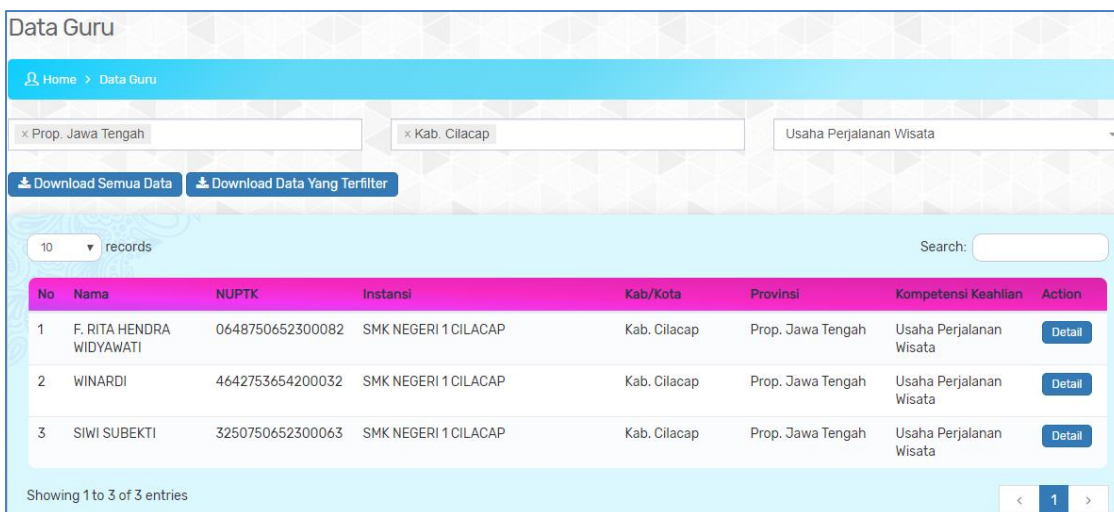 Data Guru
Home > Data Guru
× Prop. Jawa Tengah × Kab. Cilacap Usaha Perjalanan Wisata
Download Semua Data Download Data Yang Terfilter
10 records Search:
No Nama NUPTK Instansi Kab/Kota Provinsi Kompetensi Keahlian Action
1 F. RITA HENDRA 0648750652300082 SMK NEGERI 1 CILACAP Kab. Cilacap Prop. Jawa Tengah Usaha Perjalanan Detail
WIDYAWATI Wisata
2 WINARDI 4642753654200032 SMK NEGERI 1 CILACAP Kab. Cilacap Prop. Jawa Tengah Usaha Perjalanan Detail
Wisata
3 SIWI SUBEKTI 3250750652300063 SMK NEGERI 1 CILACAP Kab. Cilacap Prop. Jawa Tengah Usaha Perjalanan Detail
Wisata
Showing 1 to 3 of 3 entries < 1 >